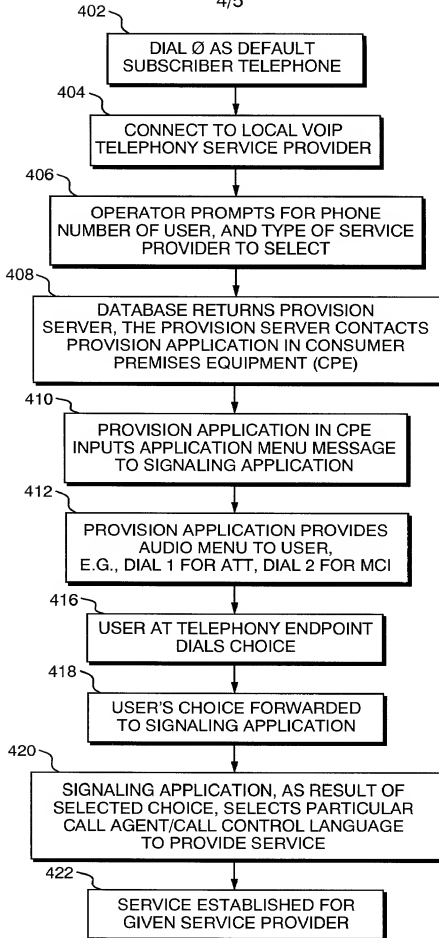 4/5
402
DIAL Ø AS DEFAULT
SUBSCRIBER TELEPHONE
404
CONNECT TO LOCAL VOIP
TELEPHONY SERVICE PROVIDER
406
OPERATOR PROMPTS FOR PHONE
NUMBER OF USER, AND TYPE OF SERVICE
PROVIDER TO SELECT
408
DATABASE RETURNS PROVISION
SERVER, THE PROVISION SERVER CONTACTS
PROVISION APPLICATION IN CONSUMER
PREMISES EQUIPMENT (CPE)
410
PROVISION APPLICATION IN CPE
INPUTS APPLICATION MENU MESSAGE
TO SIGNALING APPLICATION
412
PROVISION APPLICATION PROVIDES
AUDIO MENU TO USER,
E.G., DIAL 1 FOR ATT, DIAL 2 FOR MCI
416
USER AT TELEPHONY ENDPOINT
DIALS CHOICE
418
USER'S CHOICE FORWARDED
TO SIGNALING APPLICATION
420
SIGNALING APPLICATION, AS RESULT OF
SELECTED CHOICE, SELECTS PARTICULAR
CALL AGENT/CALL CONTROL LANGUAGE
TO PROVIDE SERVICE
422
SERVICE ESTABLISHED FOR
GIVEN SERVICE PROVIDER